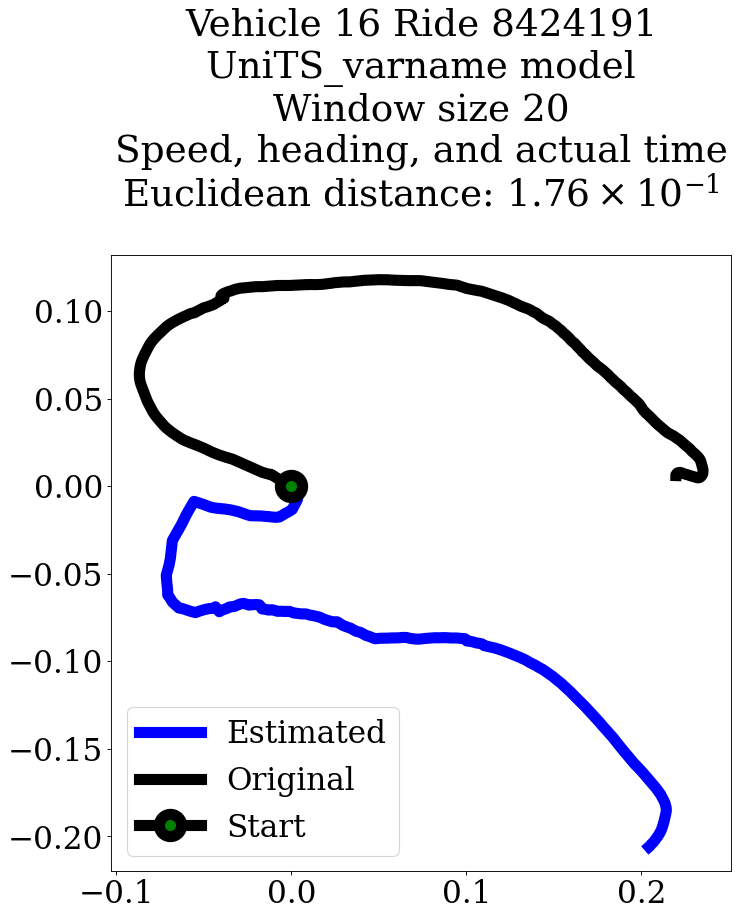 Vehicle 16 Ride 8424191
UniTS_varname model
Window size 20
Speed, heading, and actual time
Euclidean distance: 1.76 × 10⁻¹
0.10
0.05
0.00
−0.05
−0.10
−0.15
−0.20
Estimated
Original
Start
−0.1
0.0
0.1
0.2